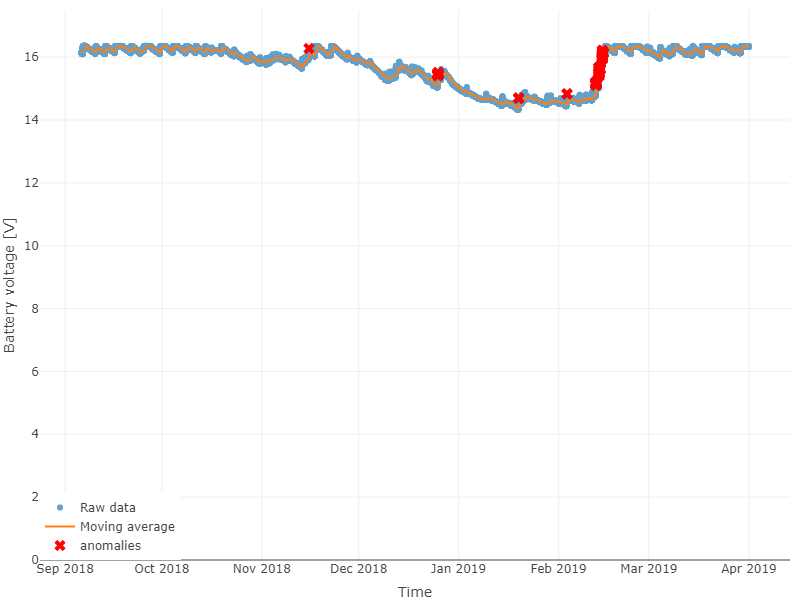 16
14
12
10
8
6
4
2
0
Battery voltage [V]
Raw data
Moving average
anomalies
Sep 2018 Oct 2018 Nov 2018 Dec 2018 Jan 2019 Feb 2019 Mar 2019 Apr 2019
Time